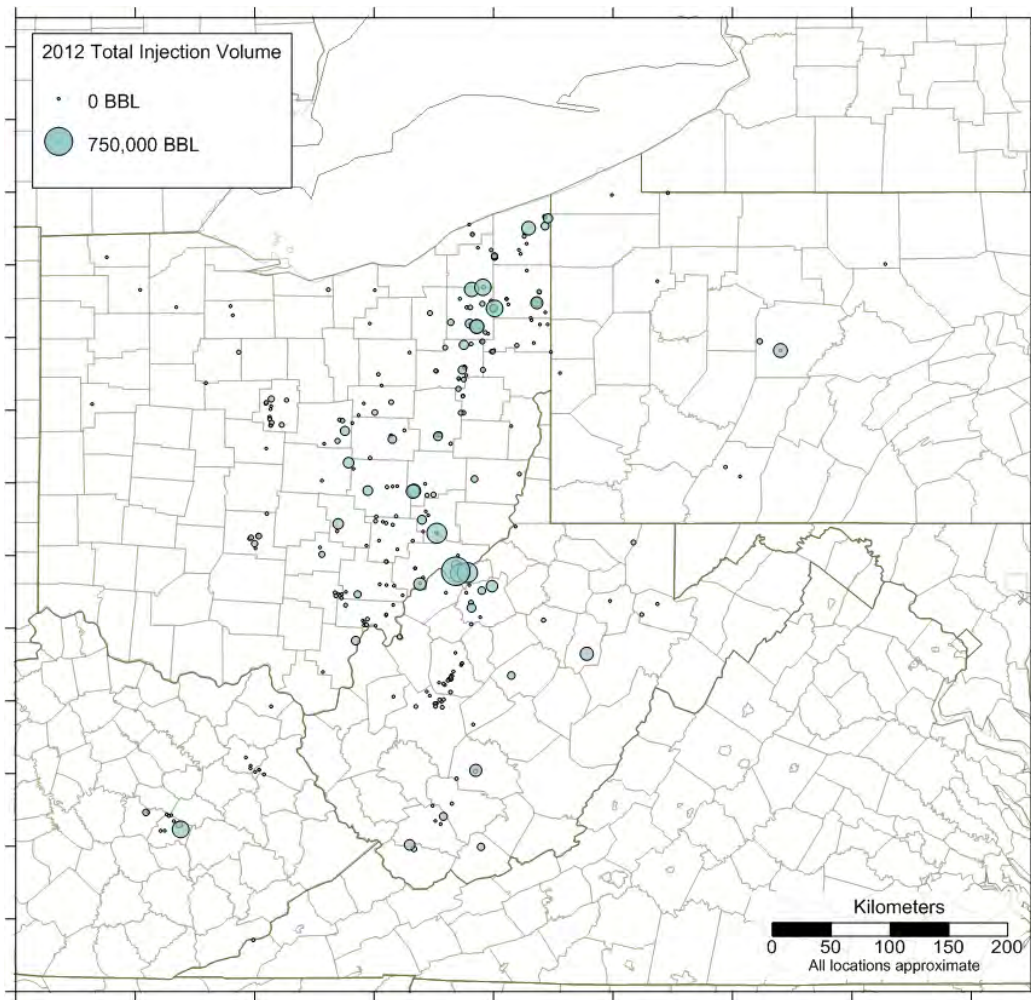 2012 Total Injection Volume
0 BBL
750,000 BBL
Kilometers
0 50 100 150 200
All locations approximate